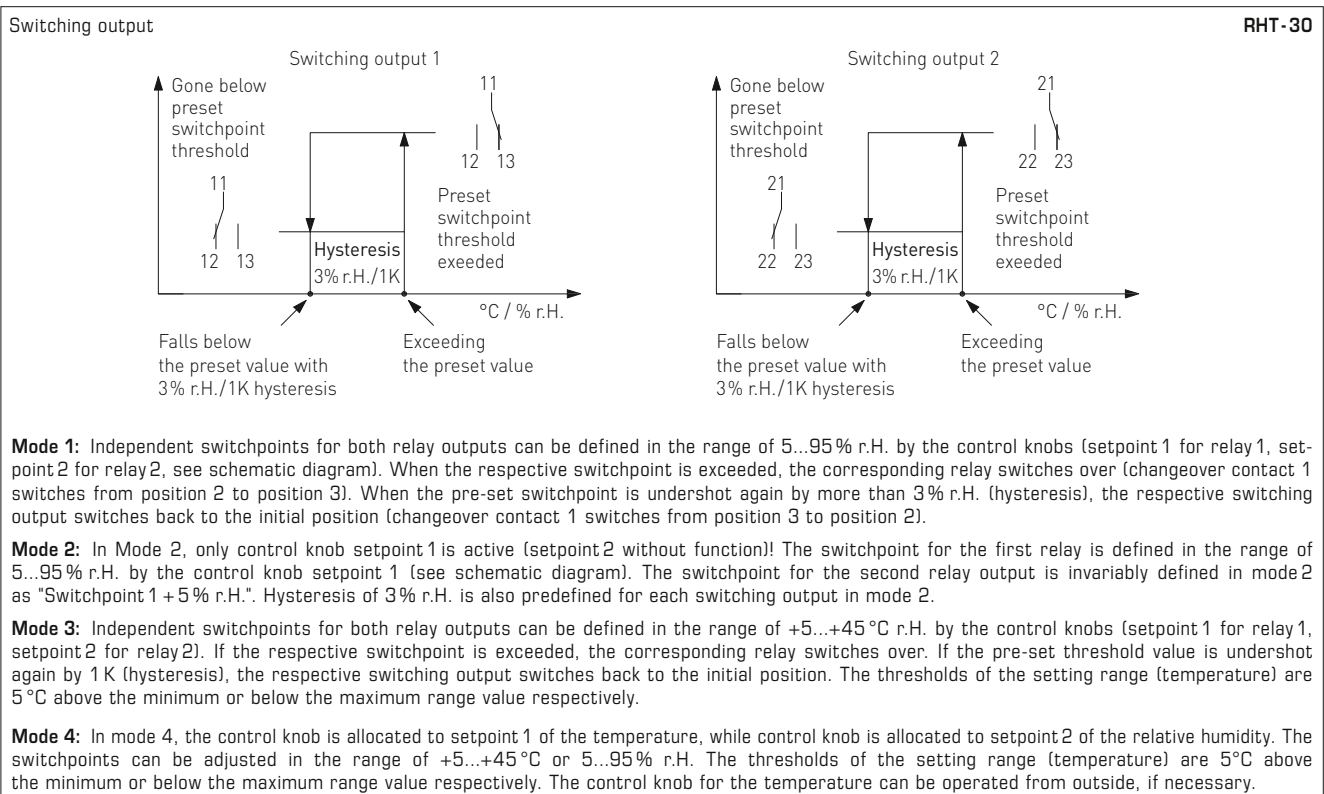 Switching output
RHT-30
Switching output 1
Gone below
preset
switchpoint
threshold
11
12 13
11
12 13
Preset
switchpoint
threshold
exeeded
Hysteresis
3% r.H./1K
°C / % r.H.
Falls below
the preset value with
3% r.H./1K hysteresis
Exceeding
the preset value
Switching output 2
Gone below
preset
switchpoint
threshold
21
22 23
21
22 23
Preset
switchpoint
threshold
exeeded
Hysteresis
3% r.H./1K
°C / % r.H.
Falls below
the preset value with
3% r.H./1K hysteresis
Exceeding
the preset value
Mode 1: Independent switchpoints for both relay outputs can be defined in the range of 5...95% r.H. by the control knobs (setpoint 1 for relay 1, set-
point 2 for relay 2, see schematic diagram). When the respective switchpoint is exceeded, the corresponding relay switches over (changeover contact 1
switches from position 2 to position 3). When the pre-set switchpoint is undershot again by more than 3% r.H. (hysteresis), the respective switching
output switches back to the initial position (changeover contact 1 switches from position 3 to position 2).
Mode 2: In Mode 2, only control knob setpoint 1 is active (setpoint 2 without function)! The switchpoint for the first relay is defined in the range of
5...95% r.H. by the control knob setpoint 1 (see schematic diagram). The switchpoint for the second relay output is invariably defined in mode 2
as "Switchpoint 1 + 5% r.H.". Hysteresis of 3% r.H. is also predefined for each switching output in mode 2.
Mode 3: Independent switchpoints for both relay outputs can be defined in the range of +5...+45 °C r.H. by the control knobs (setpoint 1 for relay 1,
setpoint 2 for relay 2). If the respective switchpoint is exceeded, the corresponding relay switches over. If the pre-set threshold value is undershot
again by 1 K (hysteresis), the respective switching output switches back to the initial position. The thresholds of the setting range (temperature) are
5 °C above the minimum or below the maximum range value respectively.
Mode 4: In mode 4, the control knob is allocated to setpoint 1 of the temperature, while control knob is allocated to setpoint 2 of the relative humidity. The
switchpoints can be adjusted in the range of +5...+45 °C or 5...95% r.H. The thresholds of the setting range (temperature) are 5°C above
the minimum or below the maximum range value respectively. The control knob for the temperature can be operated from outside, if necessary.